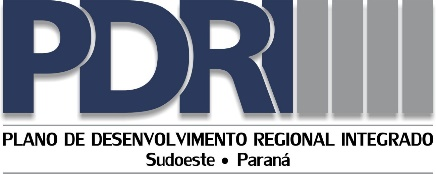 PDRI
PLANO DE DESENVOLVIMENTO REGIONAL INTEGRADO
Sudoeste • Paraná